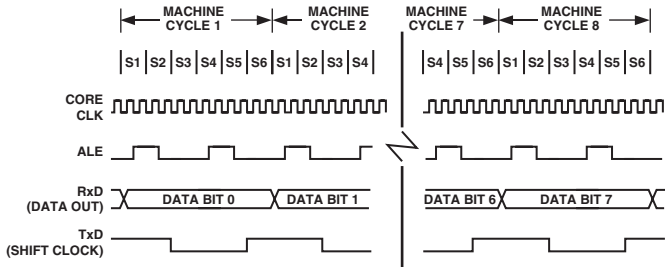 MACHINE CYCLE 1
MACHINE CYCLE 2
MACHINE CYCLE 7
MACHINE CYCLE 8
S1 S2 S3 S4 S5 S6 S1 S2 S3 S4 S4 S5 S6 S1 S2 S3 S4 S5 S6
CORE CLK
ALE
RxD (DATA OUT)
DATA BIT 0 DATA BIT 1 DATA BIT 6 DATA BIT 7
TxD (SHIFT CLOCK)